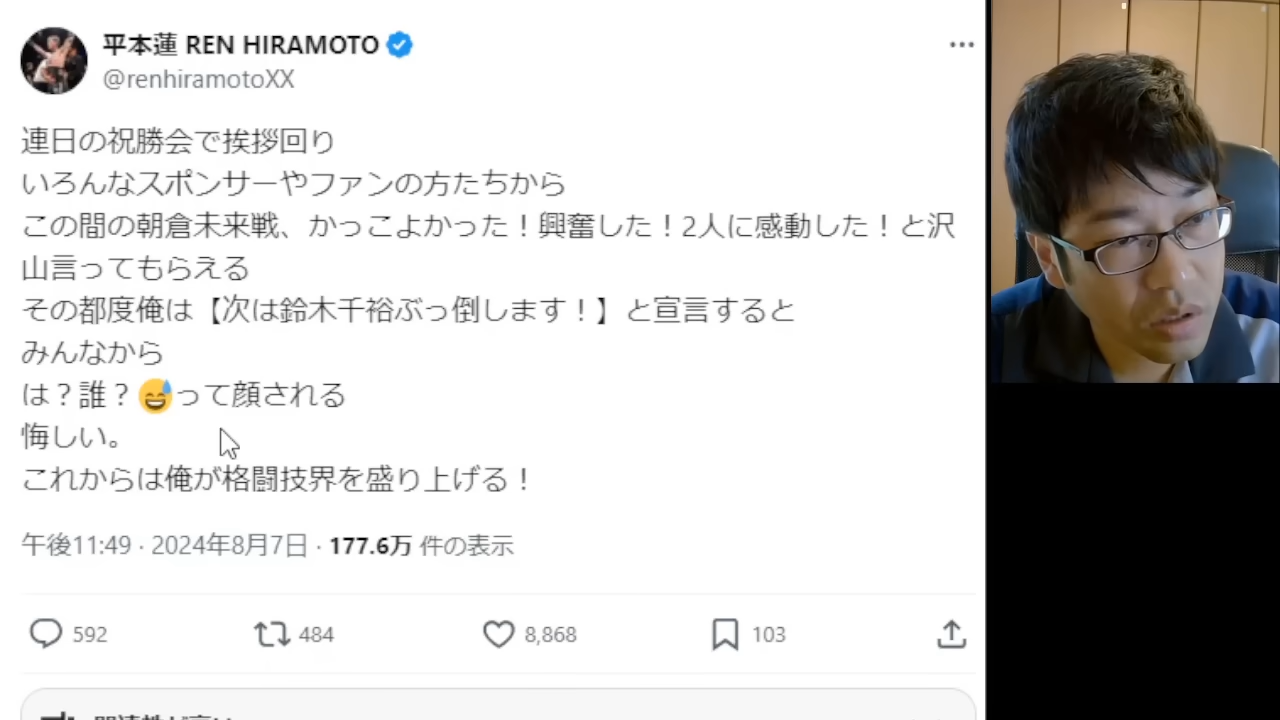 平本蓮 REN HIRAMOTO
@renhiramotoXX
連日の祝勝会で挨拶回り
いろんなスポンサーやファンの方たちから
この間の朝倉未来戦、かっこよかった！興奮した！2人に感動した！と沢
山言ってもらえる
その都度俺は【次は鈴木千裕ぶっ倒します！】と宣言すると
みんなから
は？誰？😅って顔される
悔しい。
これからは俺が格闘技界を盛り上げる！
午後11:49 · 2024年8月7日 · 177.6万 件の表示
592 484 8,868 103